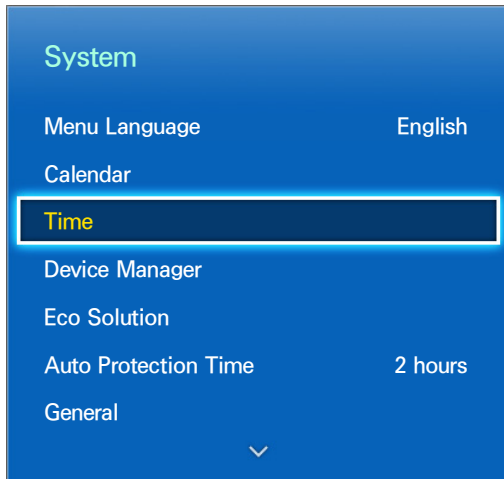 System
Menu Language English
Calendar
Time
Device Manager
Eco Solution
Auto Protection Time 2 hours
General